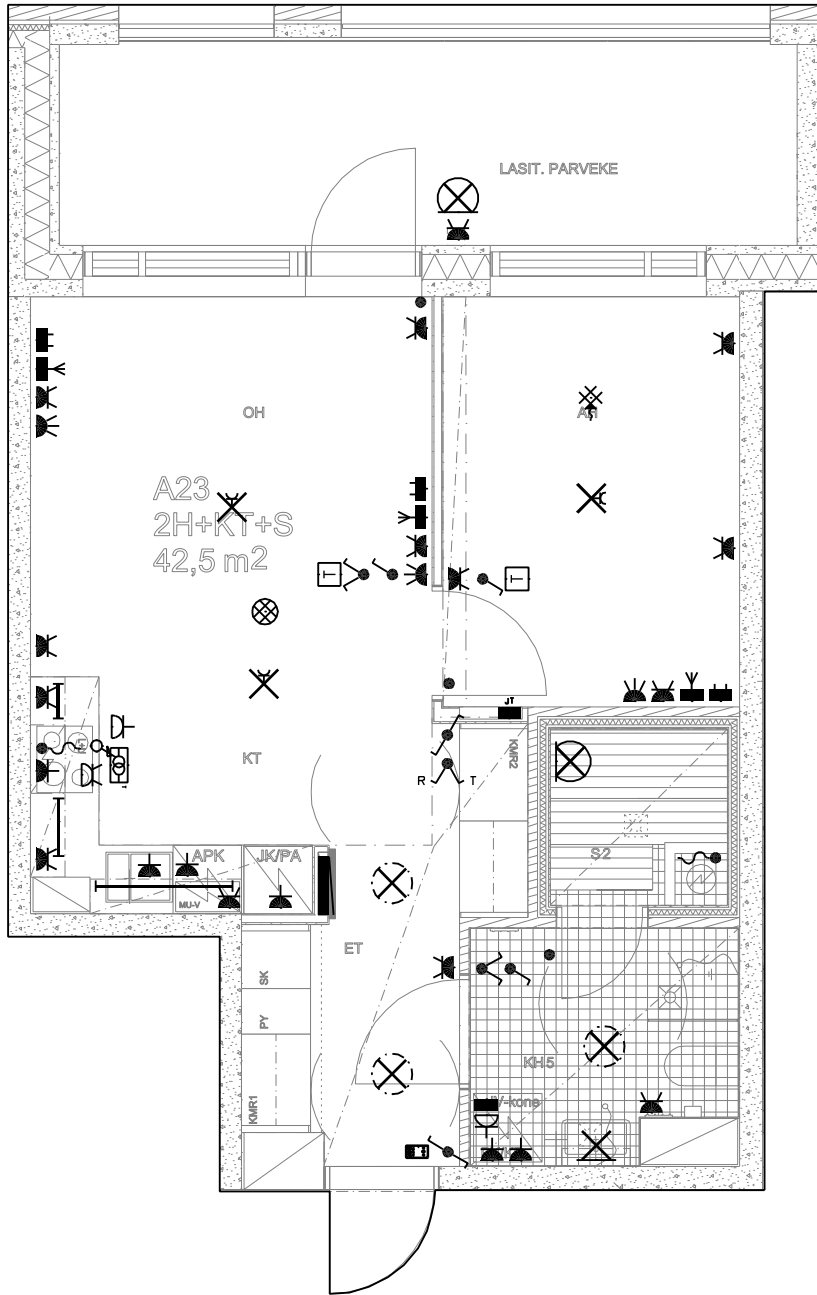 LASIT. PARVEKE
OH
AH
A23
2H+KT+S
42,5 m2
T
T
JT
KT
KMR2
R
T
S2
APK
JK/PA
MU-V
ET
SK
PY
KH5
KMR1